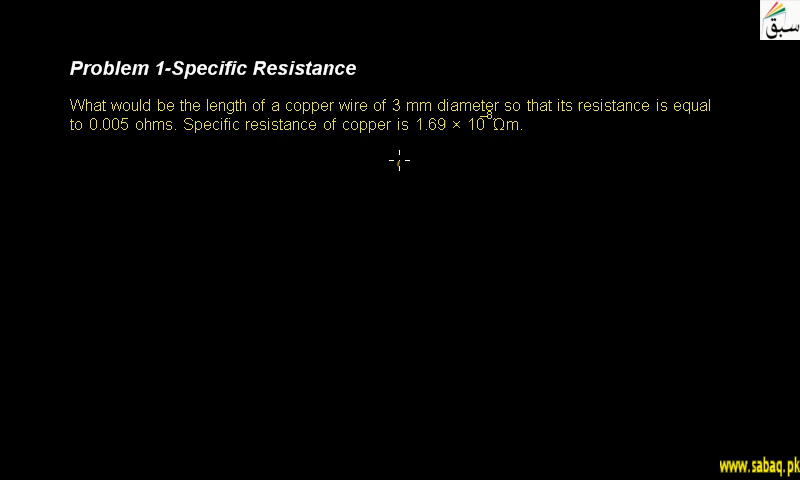 سبق
Problem 1-Specific Resistance
What would be the length of a copper wire of 3 mm diameter so that its resistance is equal
to 0.005 ohms. Specific resistance of copper is 1.69 × 10⁻⁸ Ωm.
www.sabaq.pk